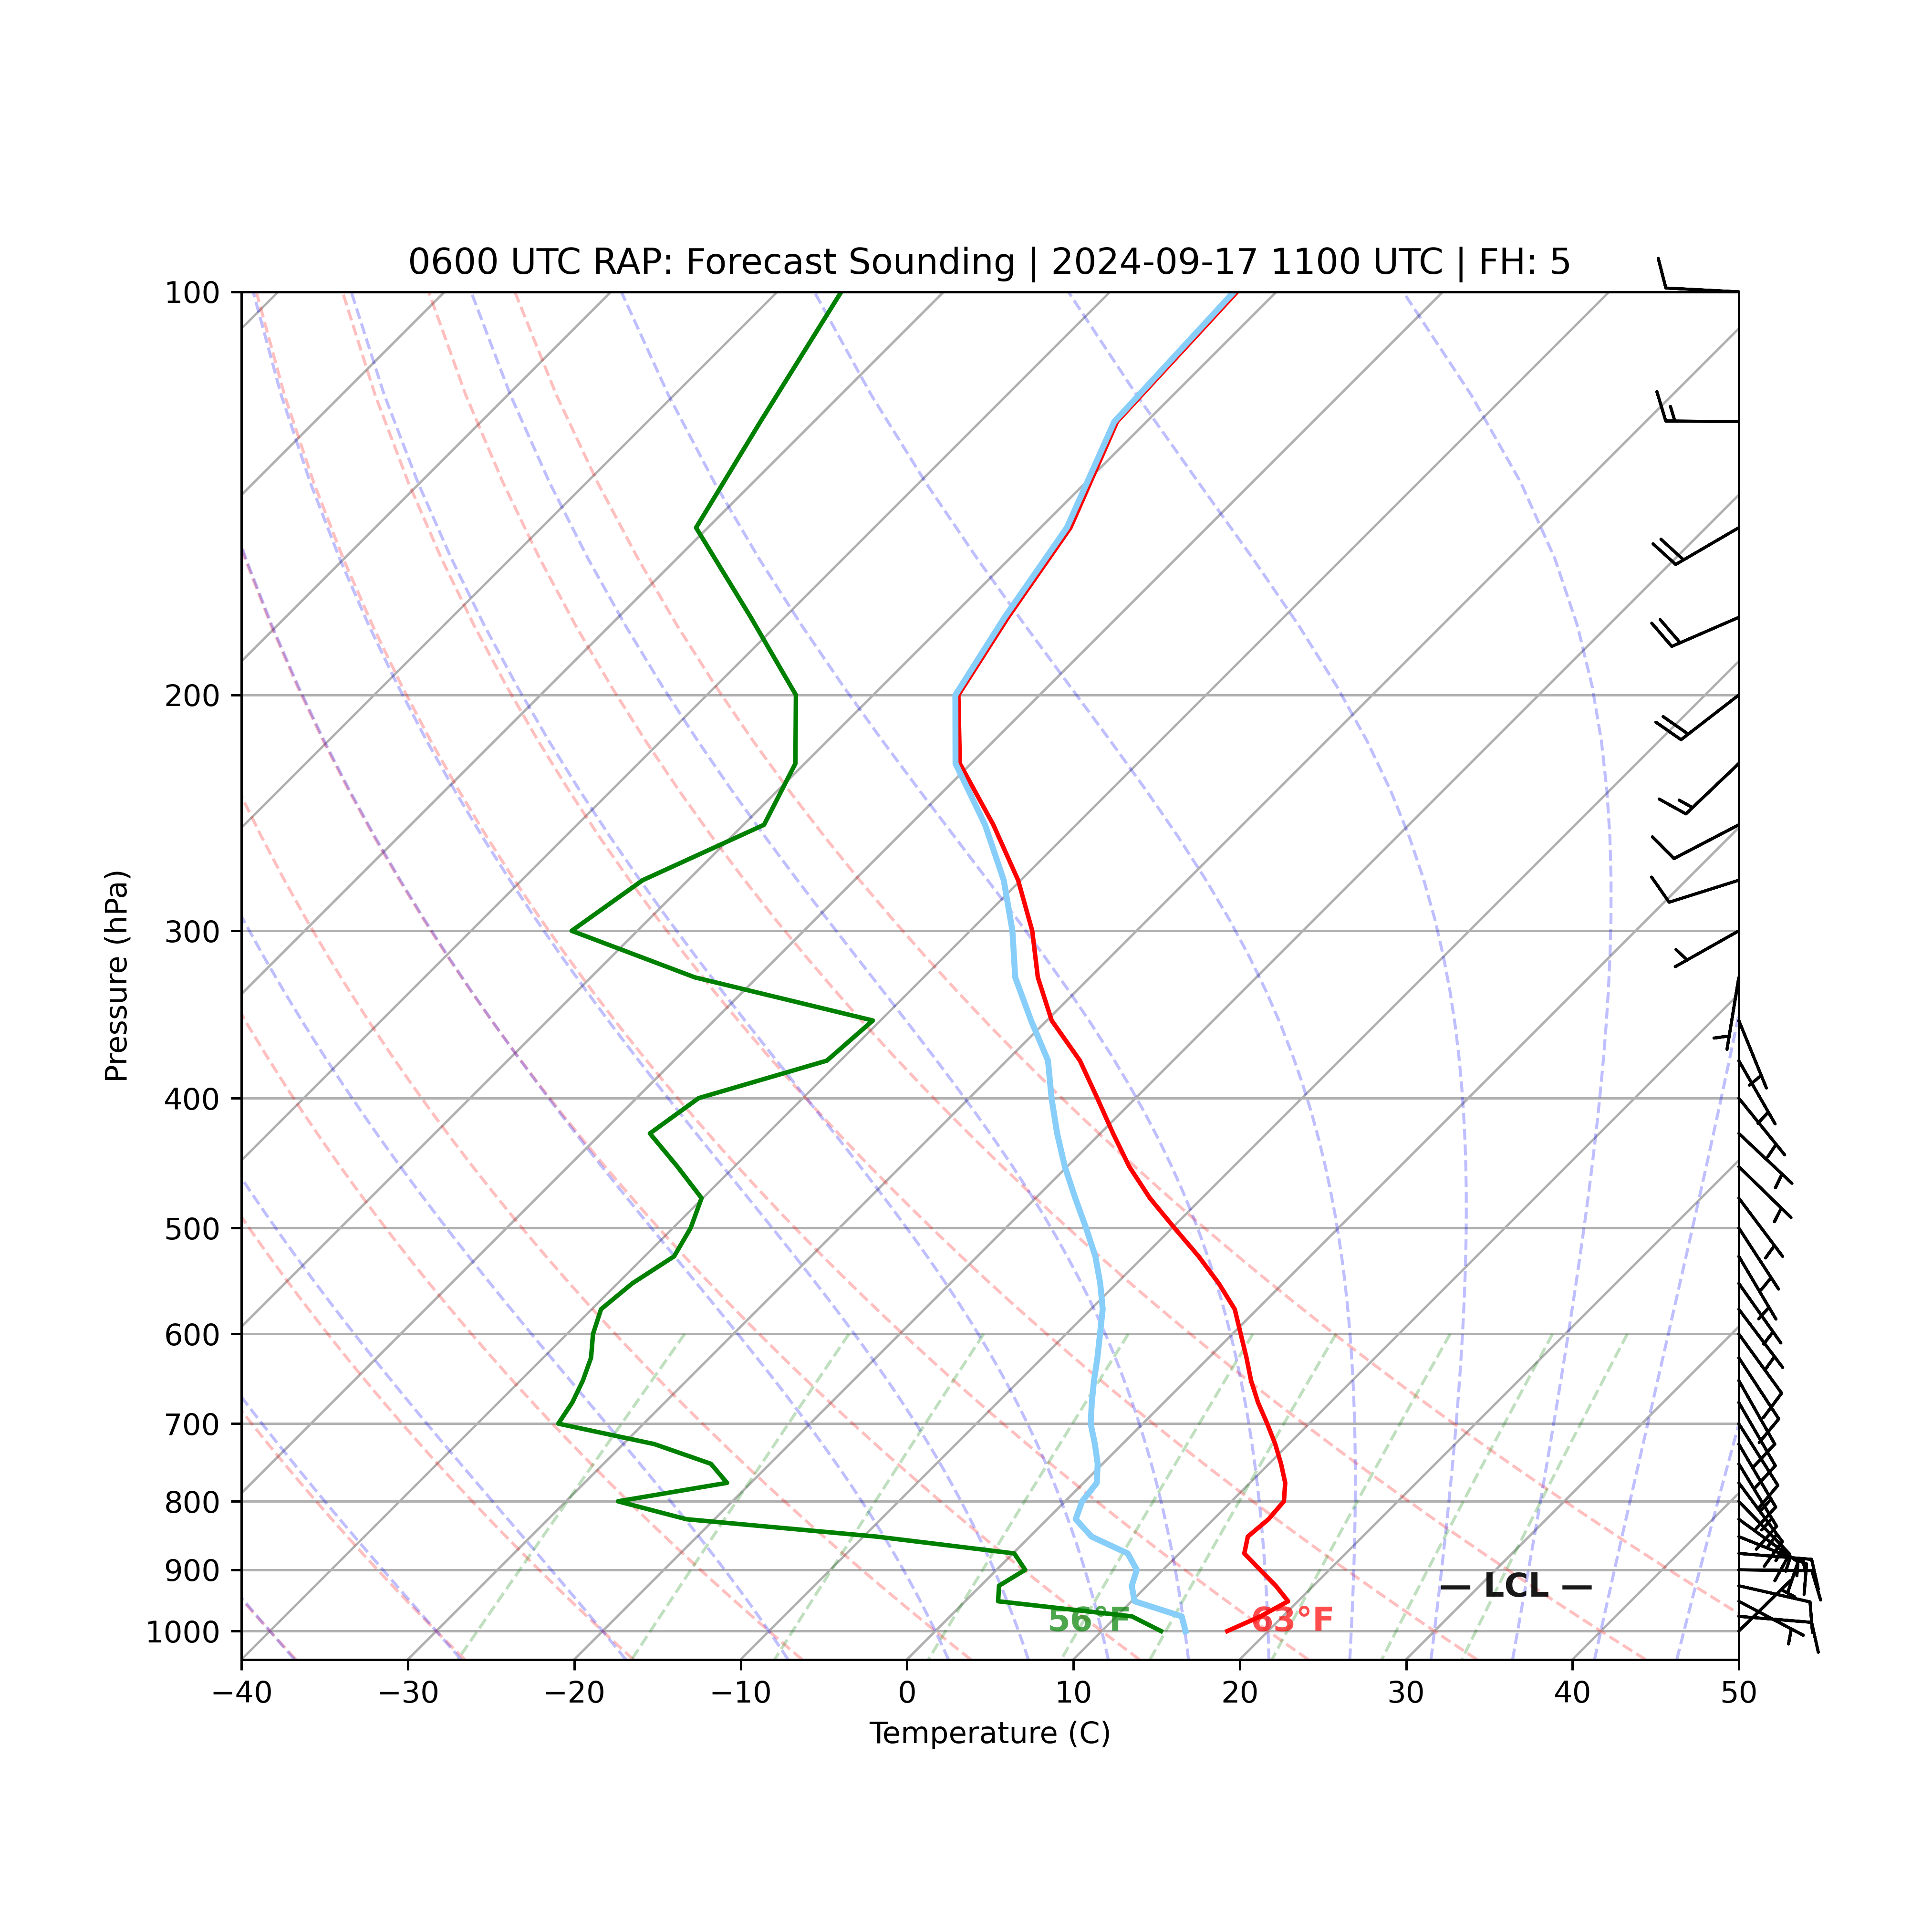 0600 UTC RAP: Forecast Sounding | 2024-09-17 1100 UTC | FH: 5
100
200
300
400
500
600
700
800
900
1000
Pressure (hPa)
— LCL —
56°F 63°F
−40 −30 −20 −10 0 10 20 30 40 50
Temperature (C)